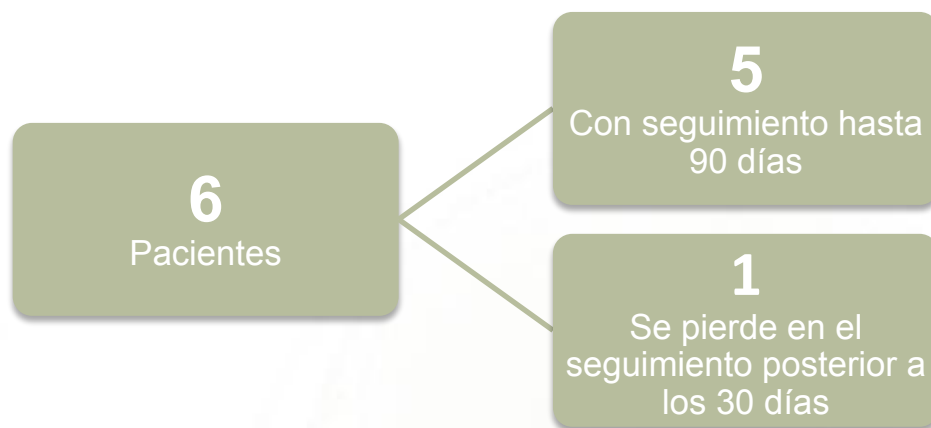 6
Pacientes
5
Con seguimiento hasta
90 días
1
Se pierde en el
seguimiento posterior a
los 30 días